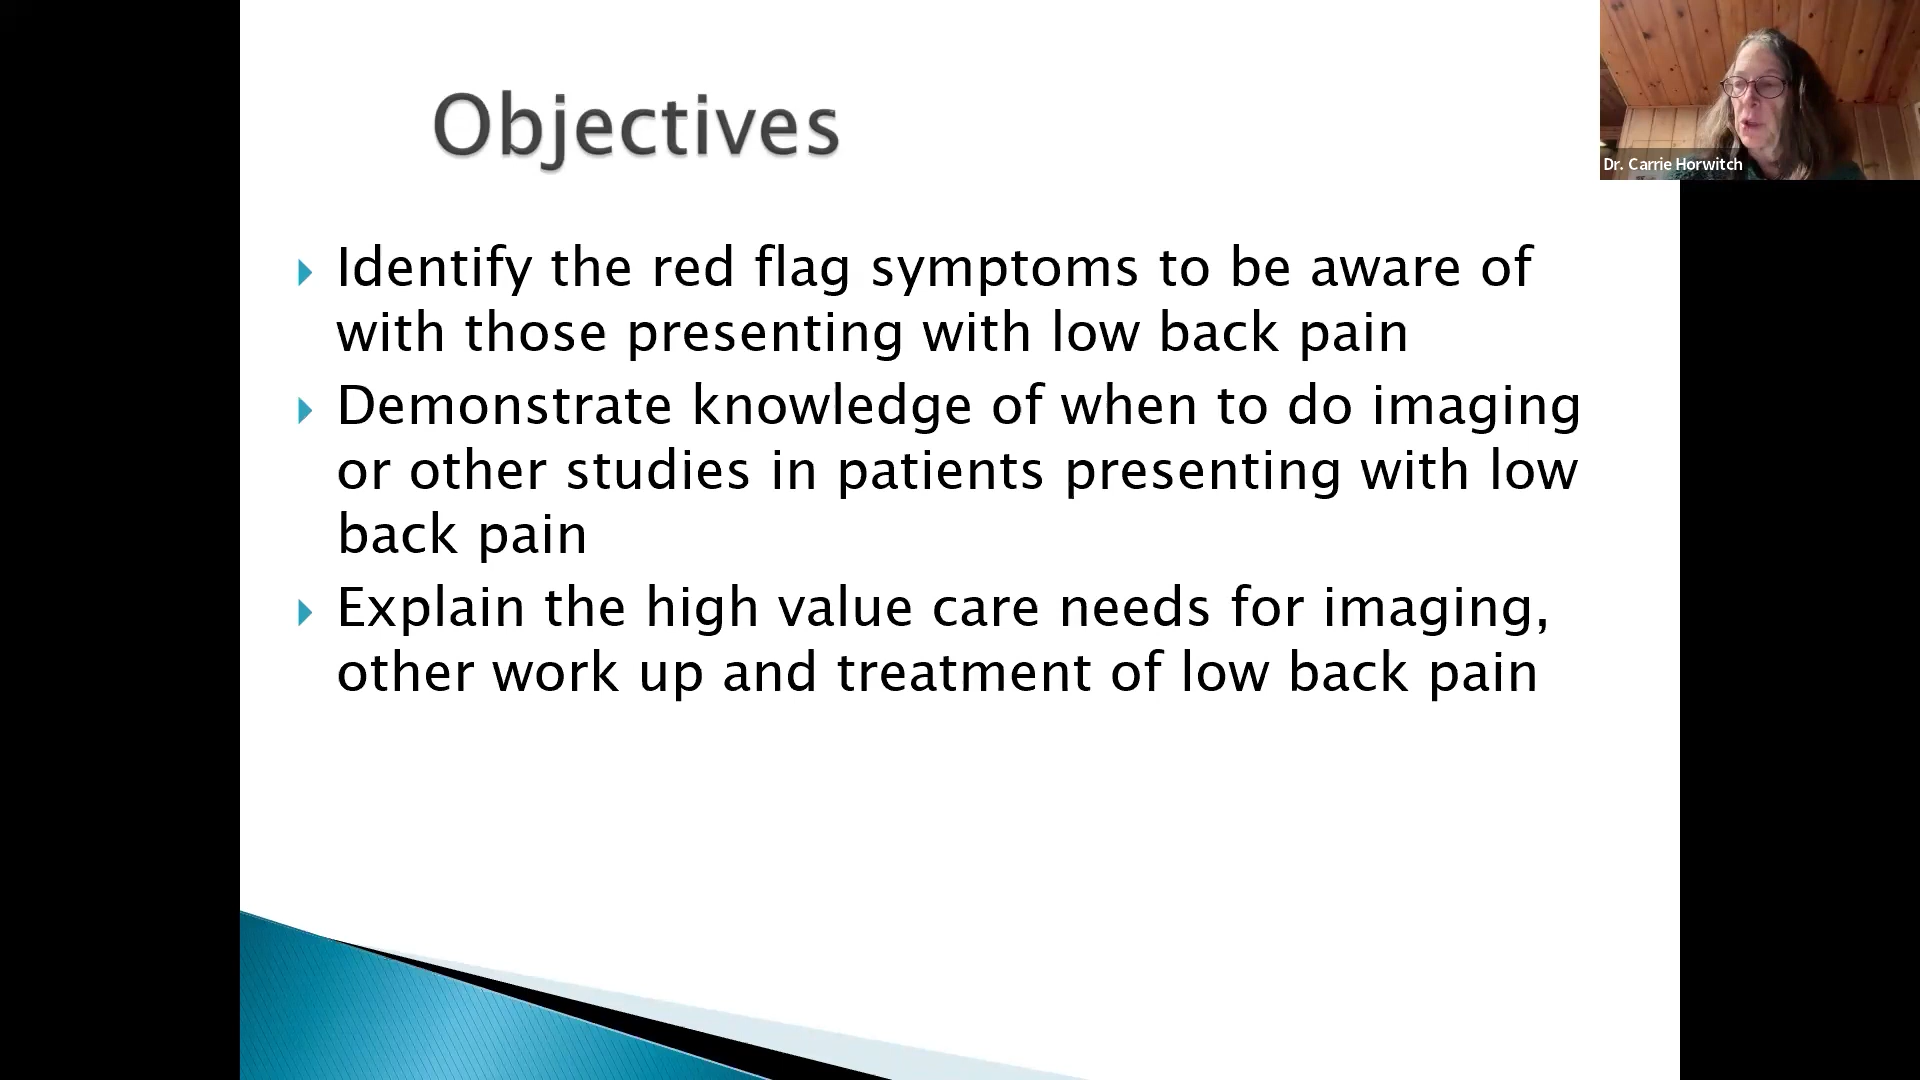 Objectives
Identify the red flag symptoms to be aware of
with those presenting with low back pain
Demonstrate knowledge of when to do imaging
or other studies in patients presenting with low
back pain
Explain the high value care needs for imaging,
other work up and treatment of low back pain
Dr. Carrie Horwitch